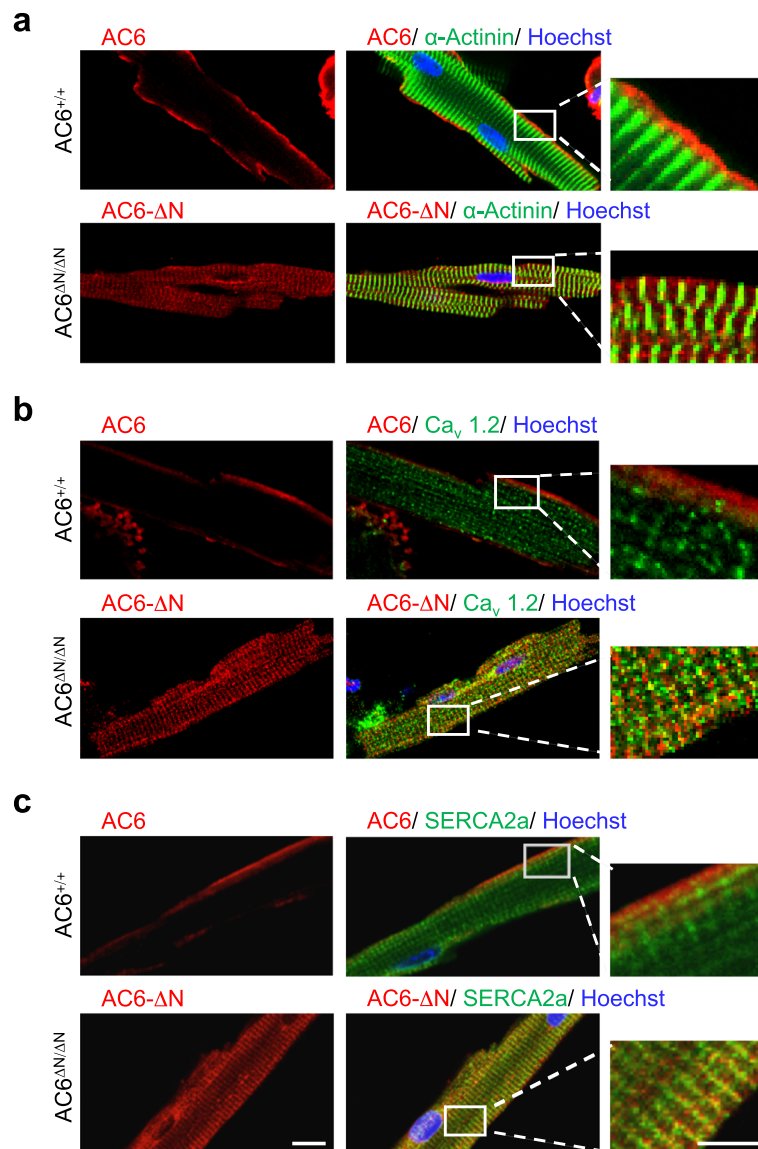 a
AC6 AC6/ α-Actinin/ Hoechst
AC6+/+
AC6-ΔN AC6-ΔN/ α-Actinin/ Hoechst
AC6ΔN/ΔN
b
AC6 AC6/ Cav 1.2/ Hoechst
AC6+/+
AC6-ΔN AC6-ΔN/ Cav 1.2/ Hoechst
AC6ΔN/ΔN
c
AC6 AC6/ SERCA2a/ Hoechst
AC6+/+
AC6-ΔN AC6-ΔN/ SERCA2a/ Hoechst
AC6ΔN/ΔN